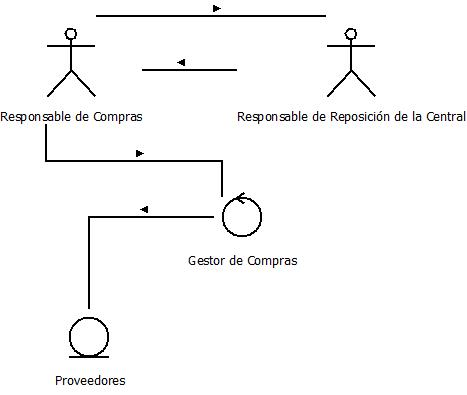 Responsable de Compras
Responsable de Reposición de la Central
Gestor de Compras
Proveedores